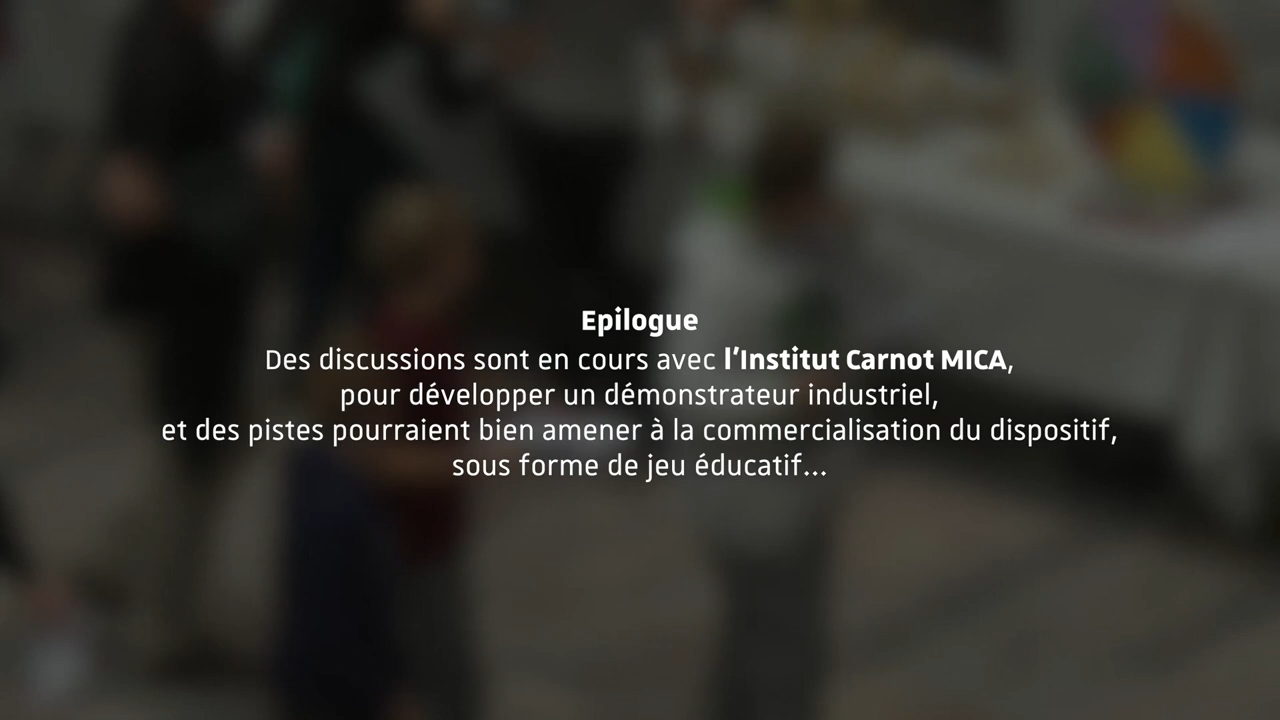 Epilogue
Des discussions sont en cours avec l'Institut Carnot MICA,
pour développer un démonstrateur industriel,
et des pistes pourraient bien amener à la commercialisation du dispositif,
sous forme de jeu éducatif...